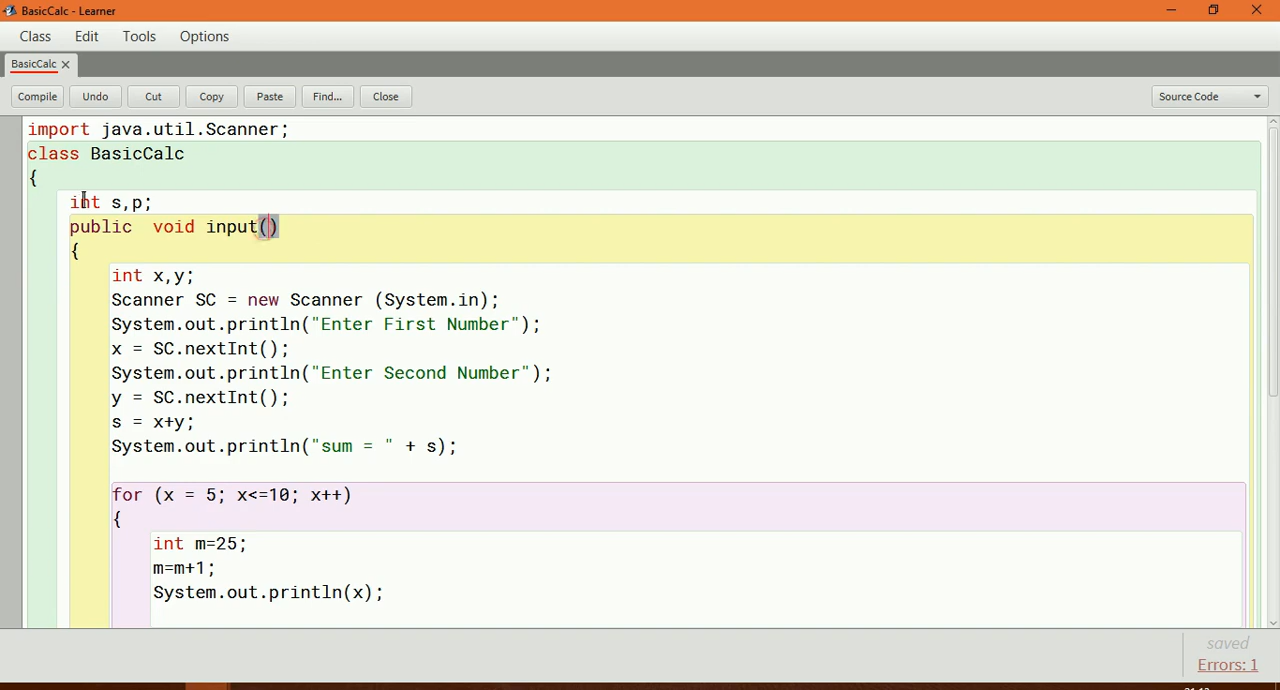 BasicCalc - Learner
Class Edit Tools Options
BasicCalc
Compile Undo Cut Copy Paste Find... Close Source Code
import java.util.Scanner;
class BasicCalc
{
int s,p;
public  void input()
{
int x,y;
Scanner SC = new Scanner (System.in);
System.out.println("Enter First Number");
x = SC.nextInt();
System.out.println("Enter Second Number");
y = SC.nextInt();
s = x+y;
System.out.println("sum = " + s);
for (x = 5; x<=10; x++)
{
int m=25;
m=m+1;
System.out.println(x);
saved
Errors: 1